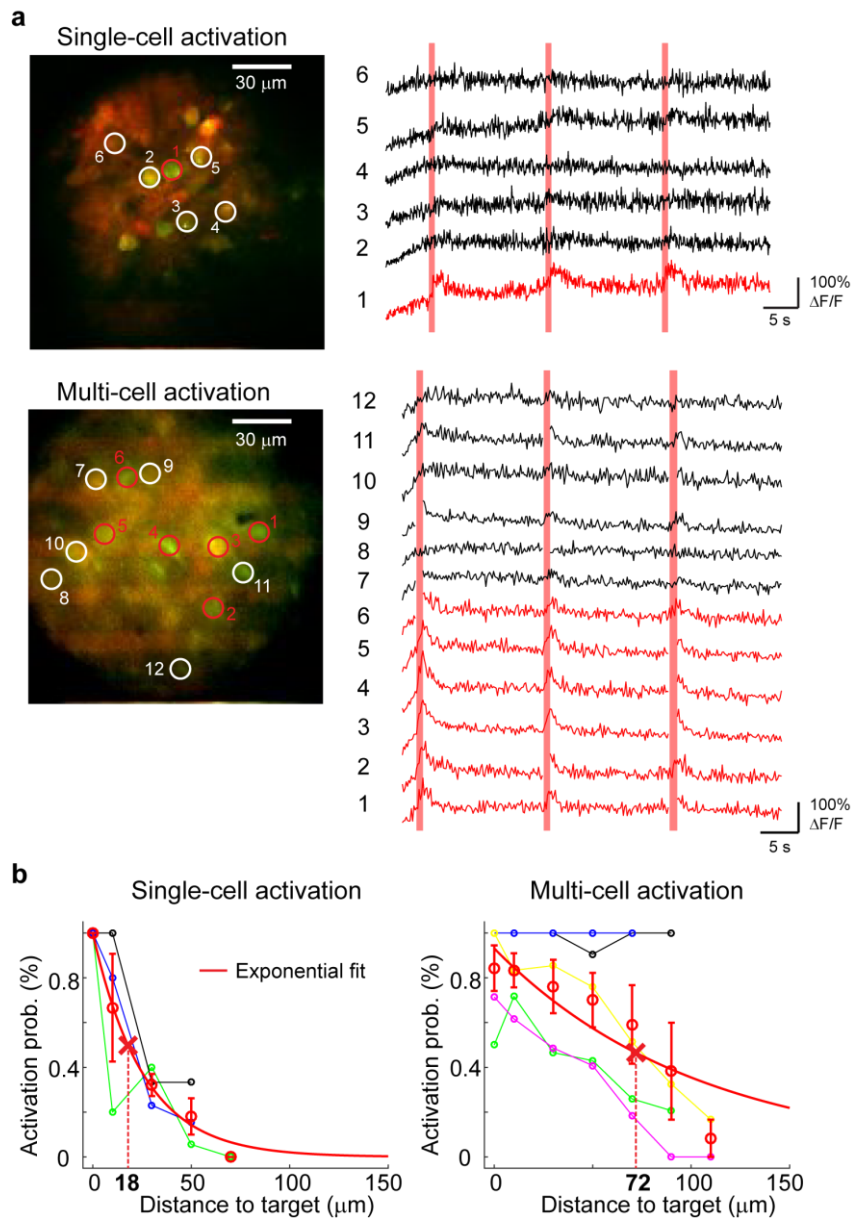 a
Single-cell activation
30 μm
1
2
3
4
5
6
6
5
4
3
2
1
100%
ΔF/F
5 s
Multi-cell activation
30 μm
6
9
7
5
4
3
1
10
8
11
2
12
12
11
10
9
8
7
6
5
4
3
2
1
100%
ΔF/F
5 s
b
Single-cell activation
Activation prob. (%)
0.8
0.4
0
Exponential fit
0 18 50 100 150
Distance to target (μm)
Multi-cell activation
Activation prob. (%)
0.8
0.4
0
0 50 72 100 150
Distance to target (μm)